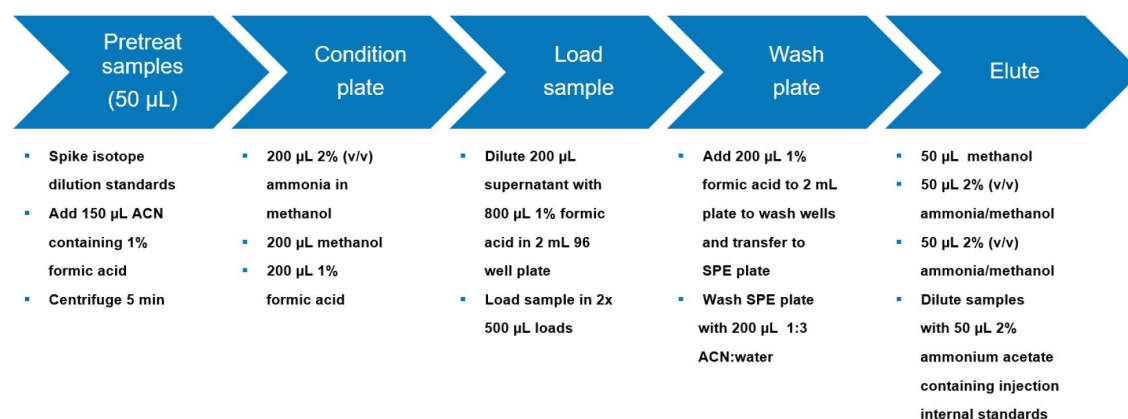 Pretreat
samples
(50 µL)
Condition
plate
Load
sample
Wash
plate
Elute
▪ Spike isotope
dilution standards
▪ Add 150 µL ACN
containing 1%
formic acid
▪ Centrifuge 5 min
▪ 200 µL 2% (v/v)
ammonia in
methanol
▪ 200 µL methanol
▪ 200 µL 1%
formic acid
▪ Dilute 200 µL
supernatant with
800 µL 1% formic
acid in 2 mL 96
well plate
▪ Load sample in 2x
500 µL loads
▪ Add 200 µL 1%
formic acid to 2 mL
plate to wash wells
and transfer to
SPE plate
▪ Wash SPE plate
with 200 µL 1:3
ACN:water
▪ 50 µL methanol
▪ 50 µL 2% (v/v)
ammonia/methanol
▪ 50 µL 2% (v/v)
ammonia/methanol
▪ Dilute samples
with 50 µL 2%
ammonium acetate
containing injection
internal standards